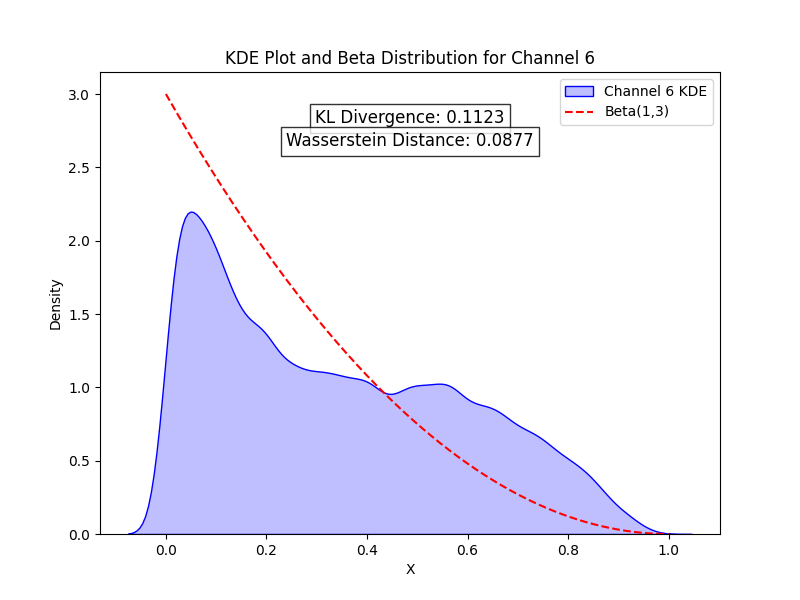 KDE Plot and Beta Distribution for Channel 6
KL Divergence: 0.1123
Wasserstein Distance: 0.0877
Channel 6 KDE
Beta(1,3)
Density
3.0
2.5
2.0
1.5
1.0
0.5
0.0
0.0 0.2 0.4 0.6 0.8 1.0
X